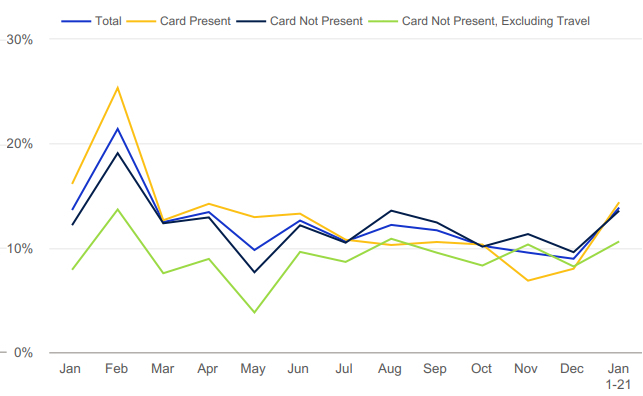 Total Card Present Card Not Present Card Not Present, Excluding Travel
30%
20%
10%
0%
Jan Feb Mar Apr May Jun Jul Aug Sep Oct Nov Dec Jan
1-21